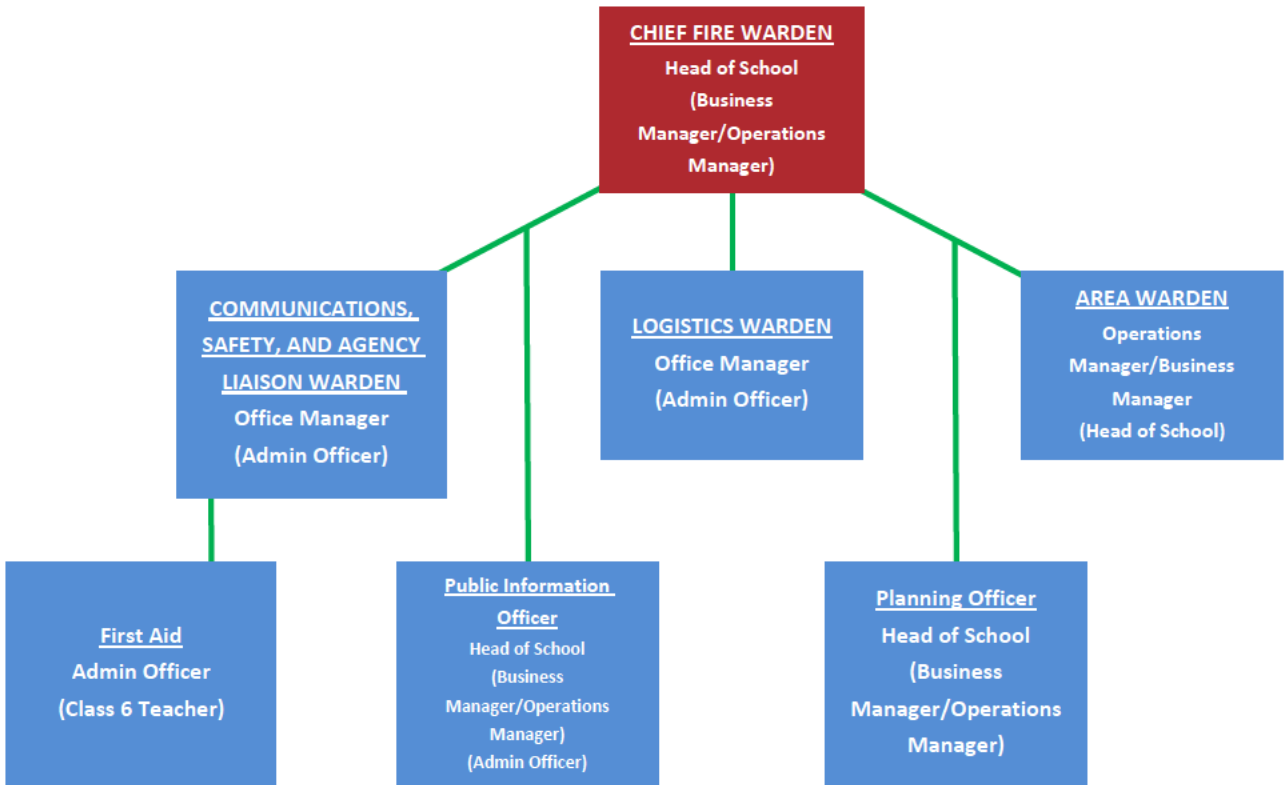 CHIEF FIRE WARDEN
Head of School
(Business
Manager/Operations
Manager)
COMMUNICATIONS,
SAFETY, AND AGENCY
LIAISON WARDEN
Office Manager
(Admin Officer)
LOGISTICS WARDEN
Office Manager
(Admin Officer)
AREA WARDEN
Operations
Manager/Business
Manager
(Head of School)
First Aid
Admin Officer
(Class 6 Teacher)
Public Information
Officer
Head of School
(Business
Manager/Operations
Manager)
(Admin Officer)
Planning Officer
Head of School
(Business
Manager/Operations
Manager)